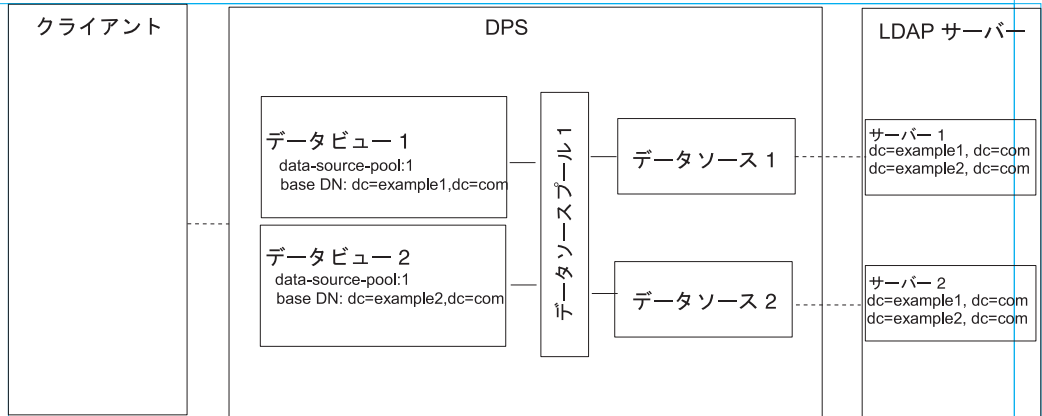 クライアント
DPS
LDAP サーバー
データビュー 1
data-source-pool:1
base DN: dc=example1,dc=com
データビュー 2
data-source-pool:1
base DN: dc=example2,dc=com
データソースプール 1
データソース 1
データソース 2
サーバー 1
dc=example1, dc=com
dc=example2, dc=com
サーバー 2
dc=example1, dc=com
dc=example2, dc=com